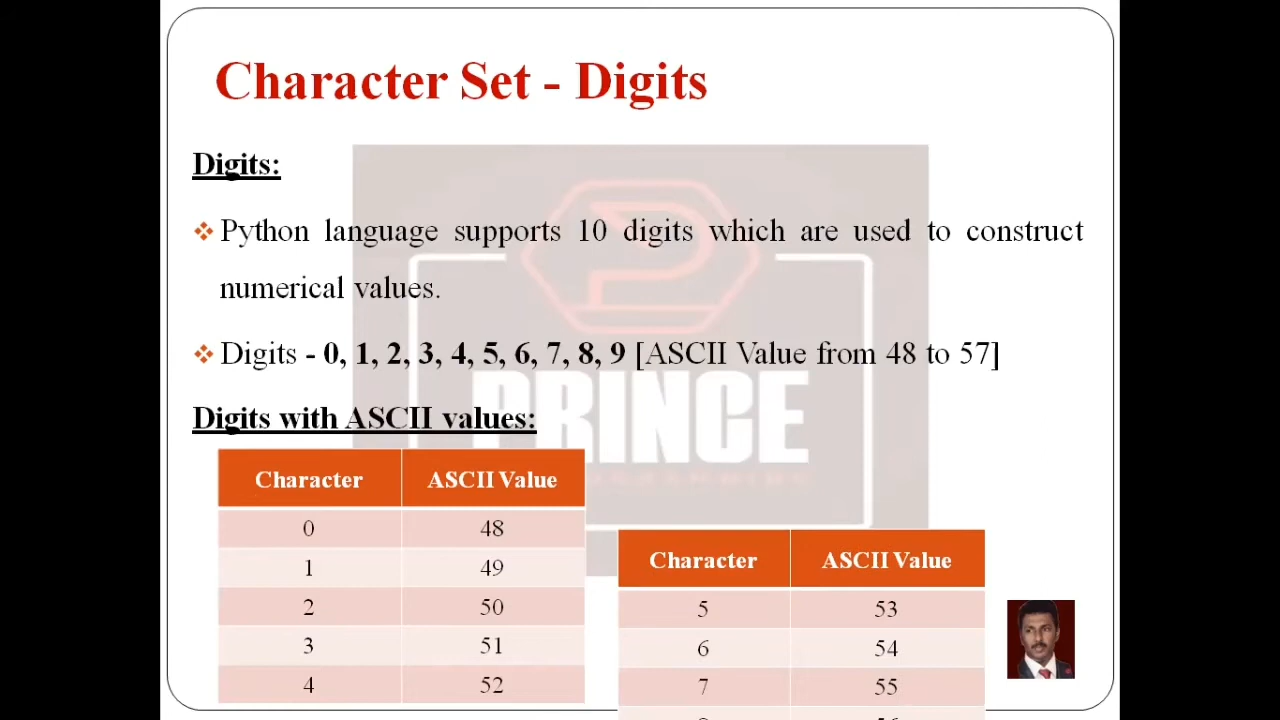 Character Set - Digits
Digits:
Python language supports 10 digits which are used to construct
numerical values.
Digits - 0, 1, 2, 3, 4, 5, 6, 7, 8, 9 [ASCII Value from 48 to 57]
PRINCE
Digits with ASCII values:
Character ASCII Value
0 48
1 49
2 50
3 51
4 52
Character ASCII Value
5 53
6 54
7 55